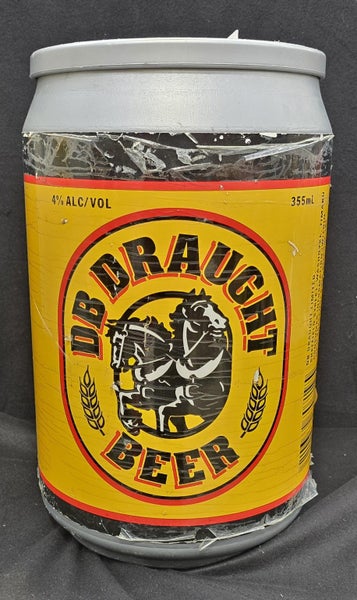 4% ALC/VOL 355mL
DB DRAUGHT
BEER